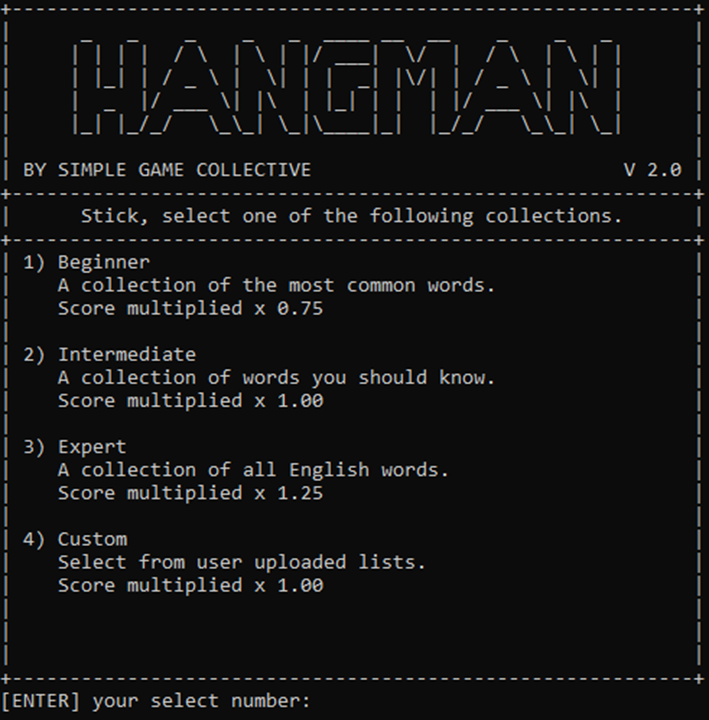 HANGMAN
BY SIMPLE GAME COLLECTIVE V 2.0
Stick, select one of the following collections.
1) Beginner
A collection of the most common words.
Score multiplied x 0.75
2) Intermediate
A collection of words you should know.
Score multiplied x 1.00
3) Expert
A collection of all English words.
Score multiplied x 1.25
4) Custom
Select from user uploaded lists.
Score multiplied x 1.00
[ENTER] your select number: